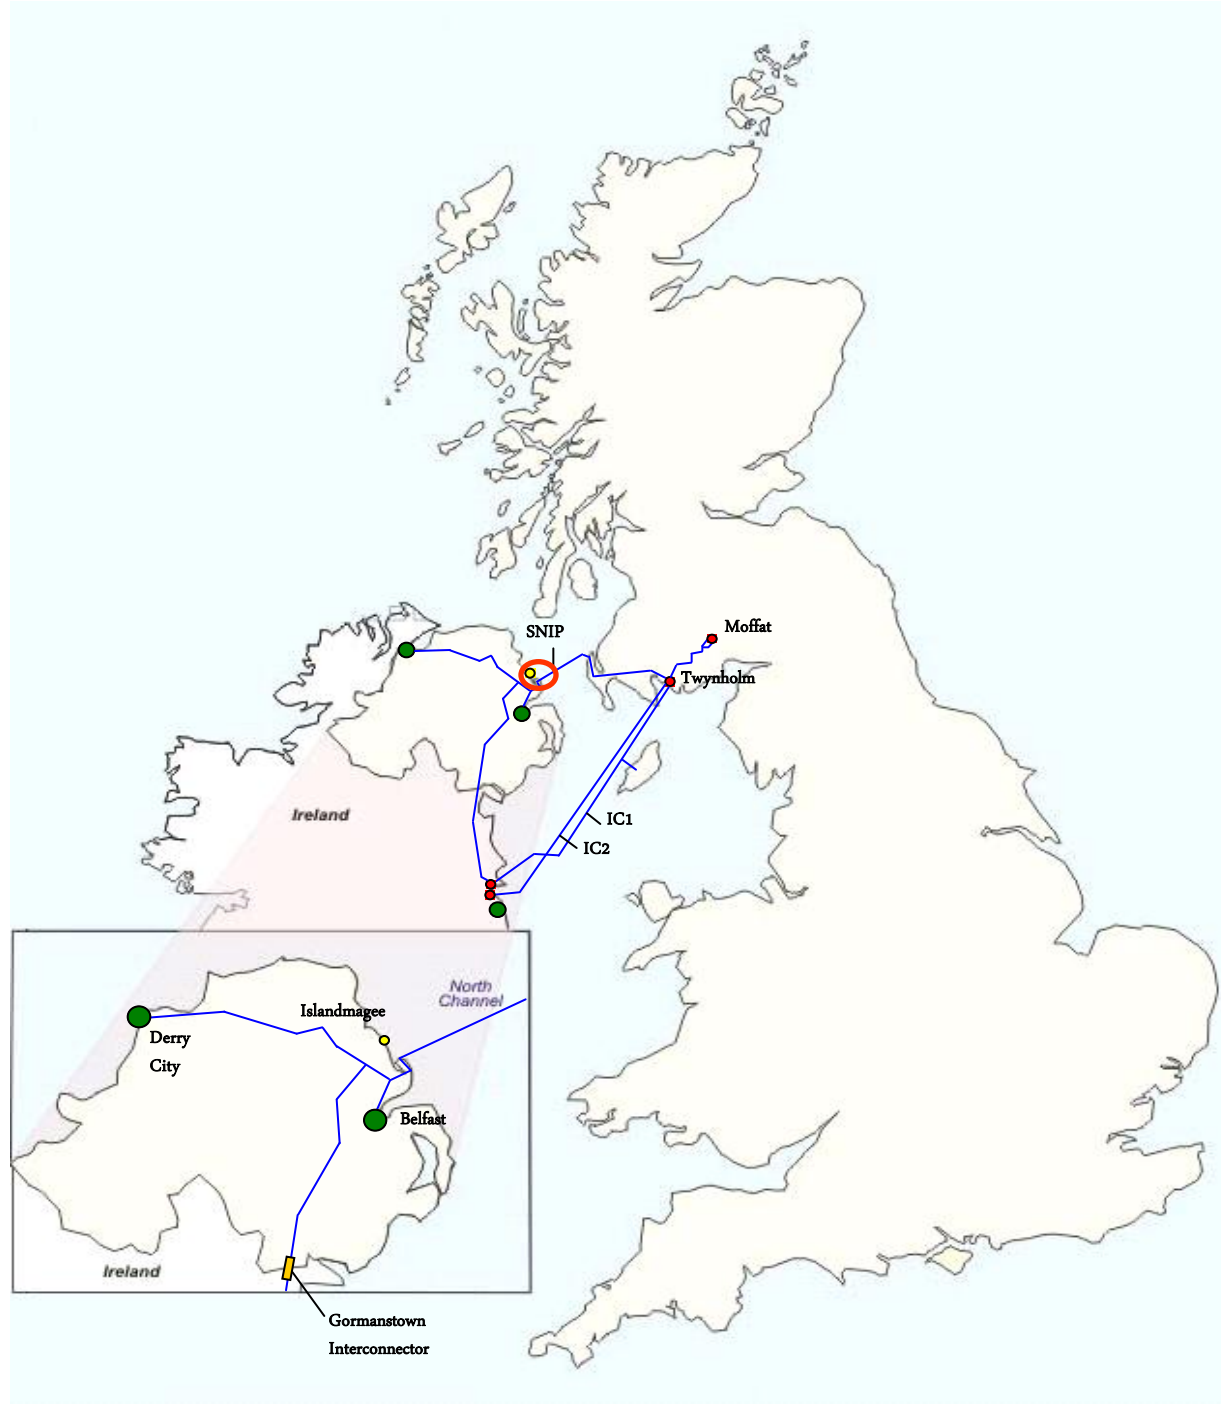 SNIP
Moffat
Twynholm
Ireland
IC1
IC2
North
Channel
Islandmagee
Derry
City
Belfast
Ireland
Gormanstown
Interconnector